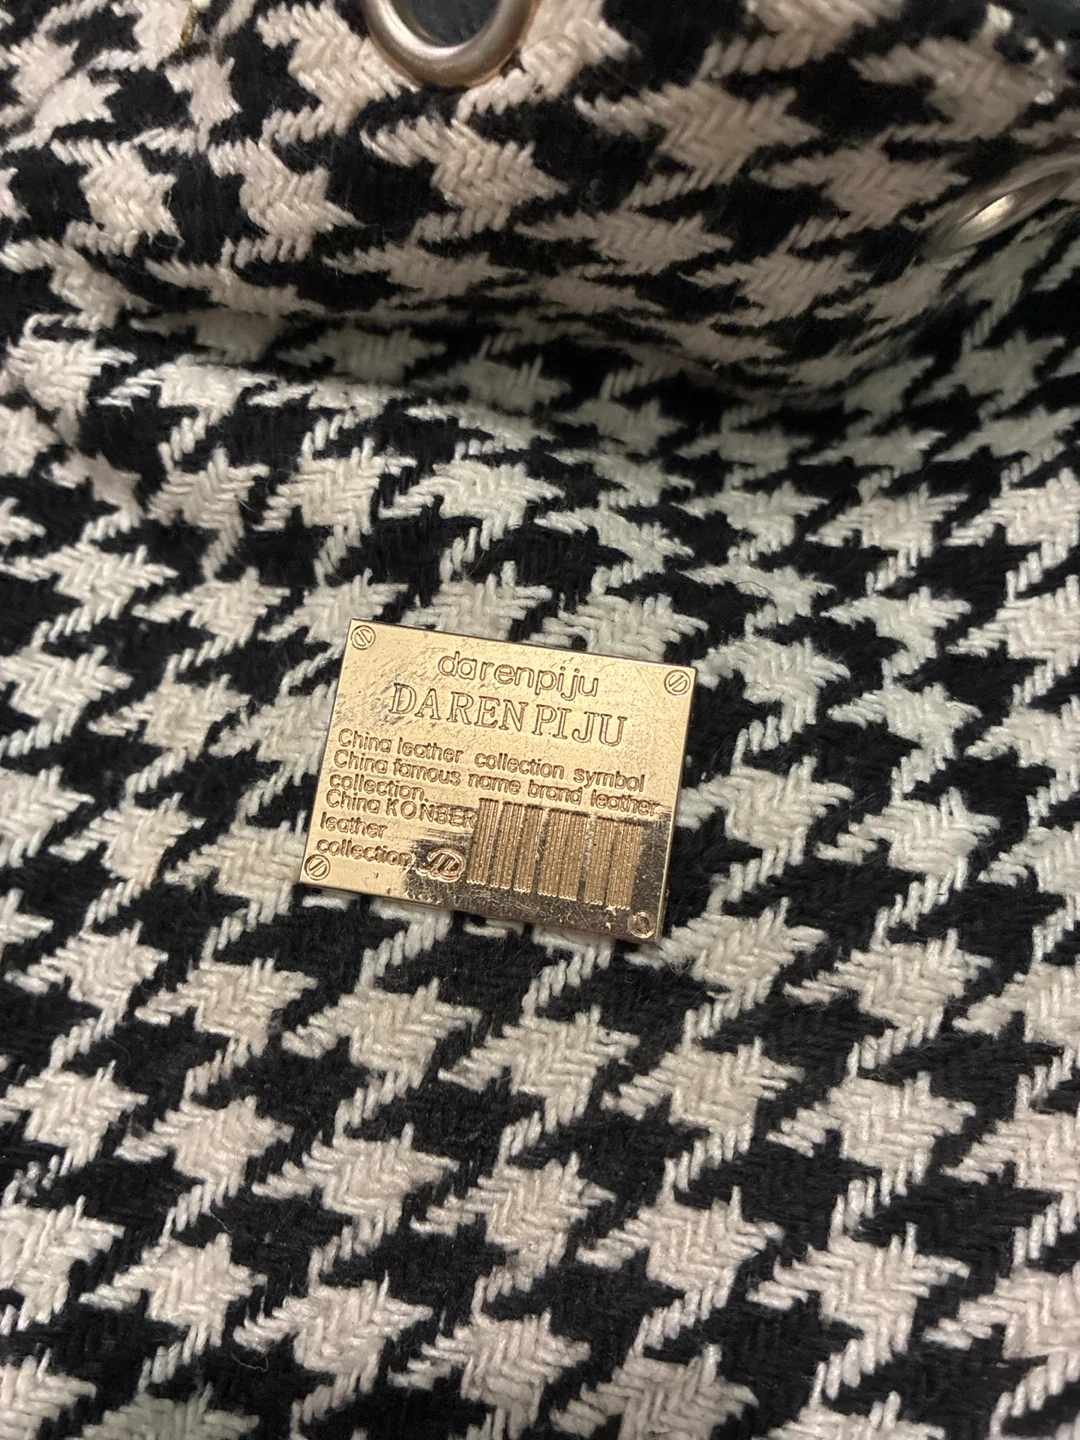 darenpiju
DARENPIJU
China leather collection symbol
China famous name brand leather
collection.
China KONBER
leather
collection.